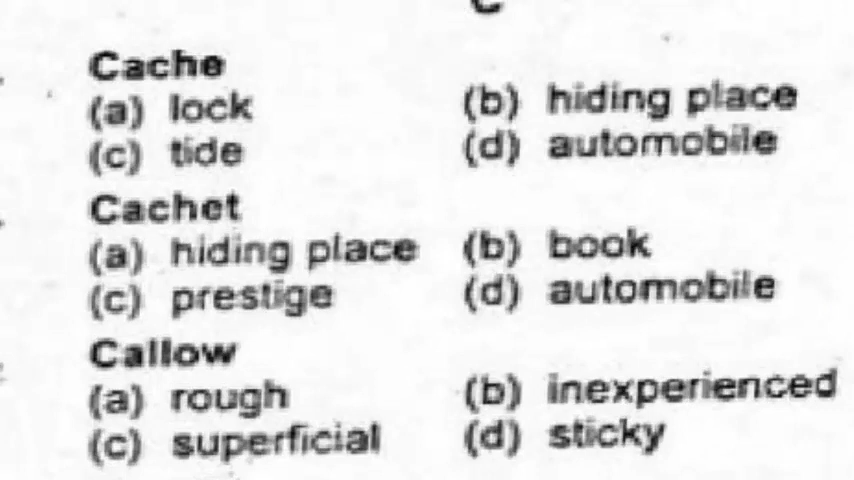 C
Cache
(a) lock (b) hiding place
(c) tide (d) automobile
Cachet
(a) hiding place (b) book
(c) prestige (d) automobile
Callow
(a) rough (b) inexperienced
(c) superficial (d) sticky